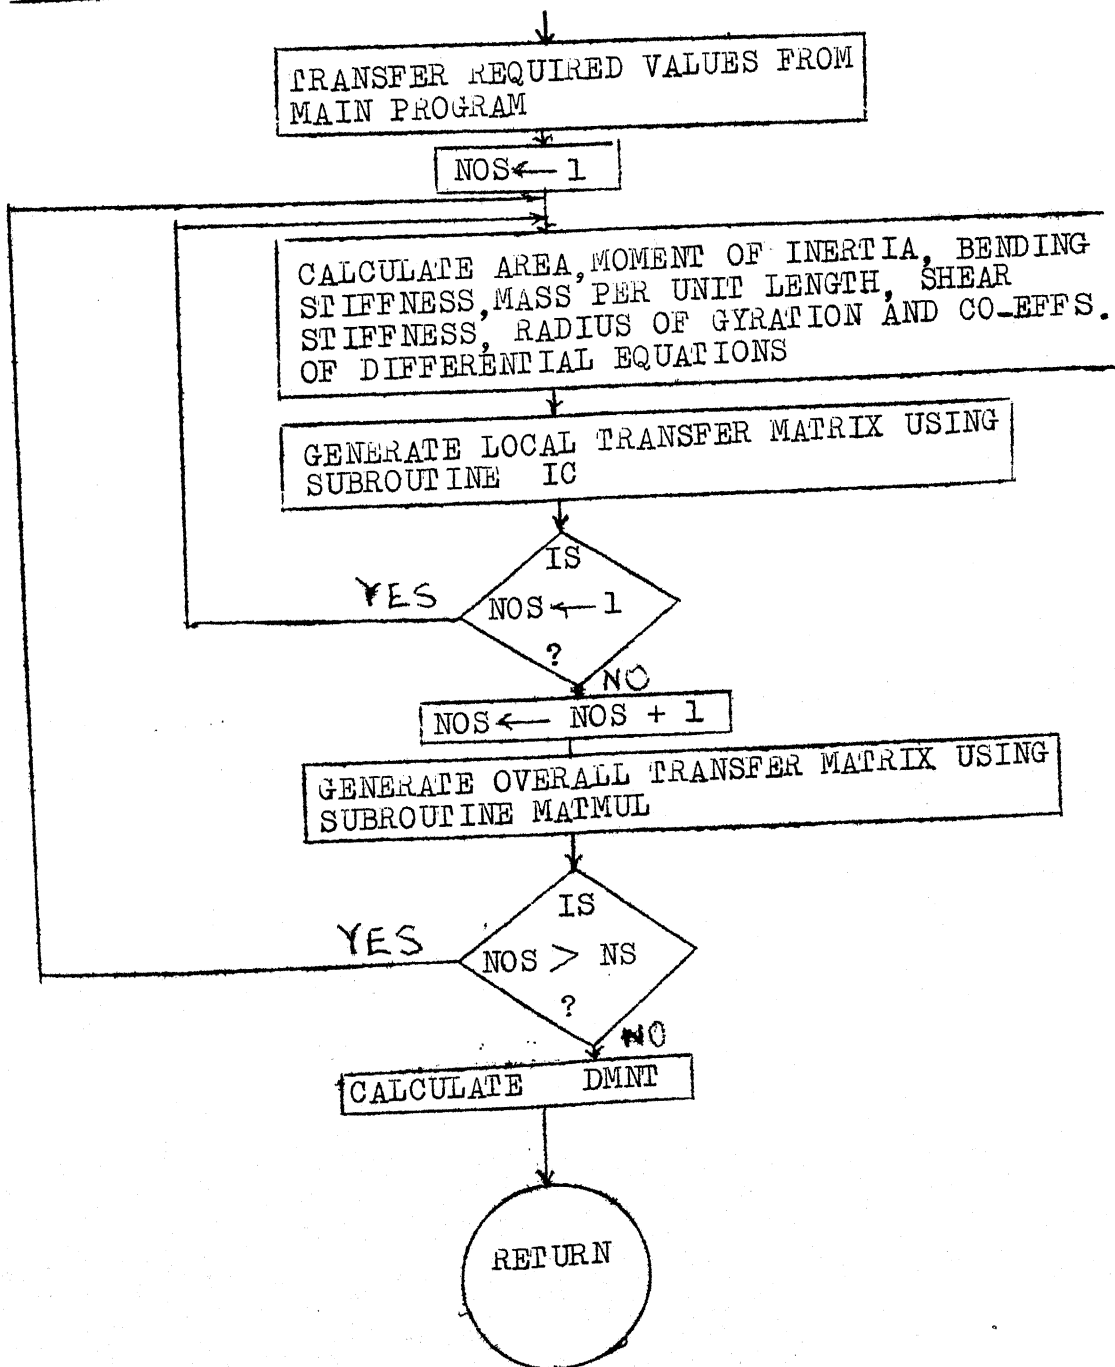 TRANSFER REQUIRED VALUES FROM
MAIN PROGRAM
NOS ← 1
CALCULATE AREA, MOMENT OF INERTIA, BENDING
STIFFNESS, MASS PER UNIT LENGTH, SHEAR
STIFFNESS, RADIUS OF GYRATION AND CO-EFFS.
OF DIFFERENTIAL EQUATIONS
GENERATE LOCAL TRANSFER MATRIX USING
SUBROUTINE IC
IS
YES
NOS ← 1
?
NO
NOS ← NOS + 1
GENERATE OVERALL TRANSFER MATRIX USING
SUBROUTINE MATMUL
IS
YES
NOS > NS
?
NO
CALCULATE DMNT
RETURN